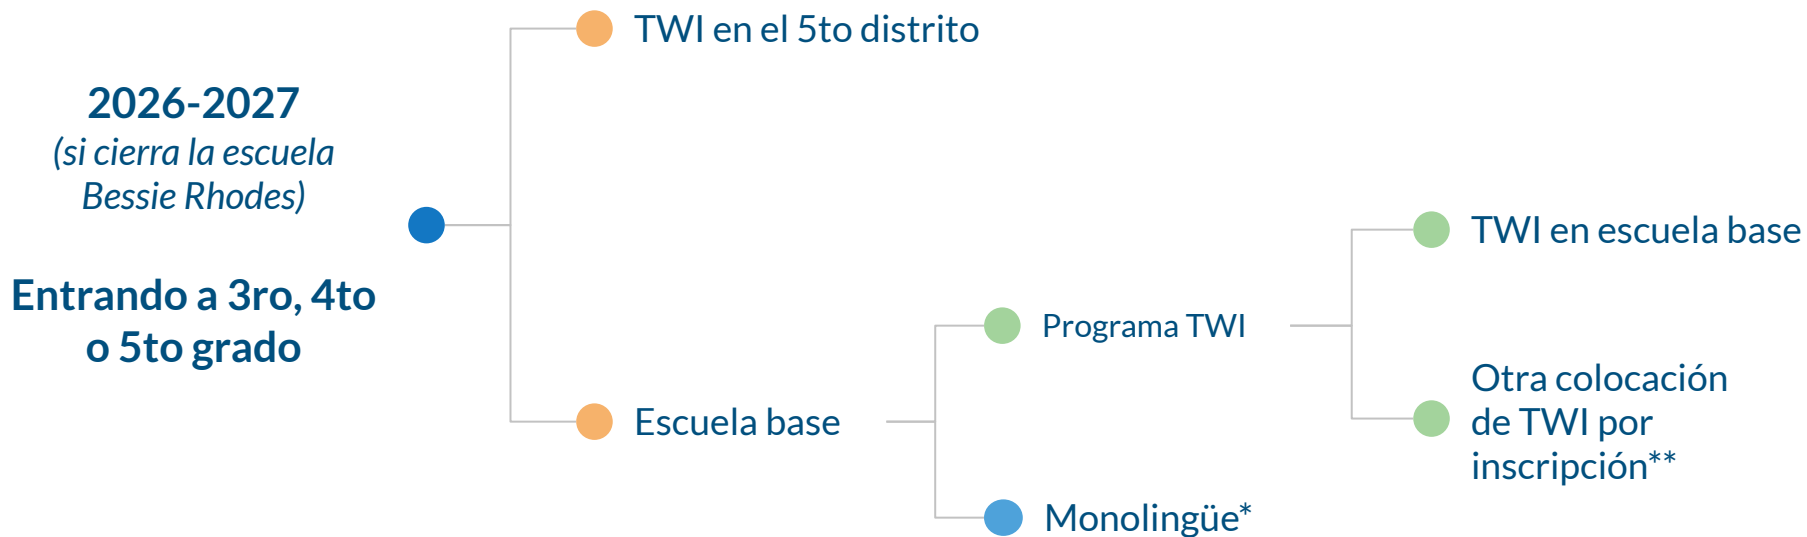 2026-2027
(si cierra la escuela
Bessie Rhodes)
Entrando a 3ro, 4to
o 5to grado
TWI en el 5to distrito
Escuela base
Programa TWI
Monolingüe*
TWI en escuela base
Otra colocación
de TWI por
inscripción**